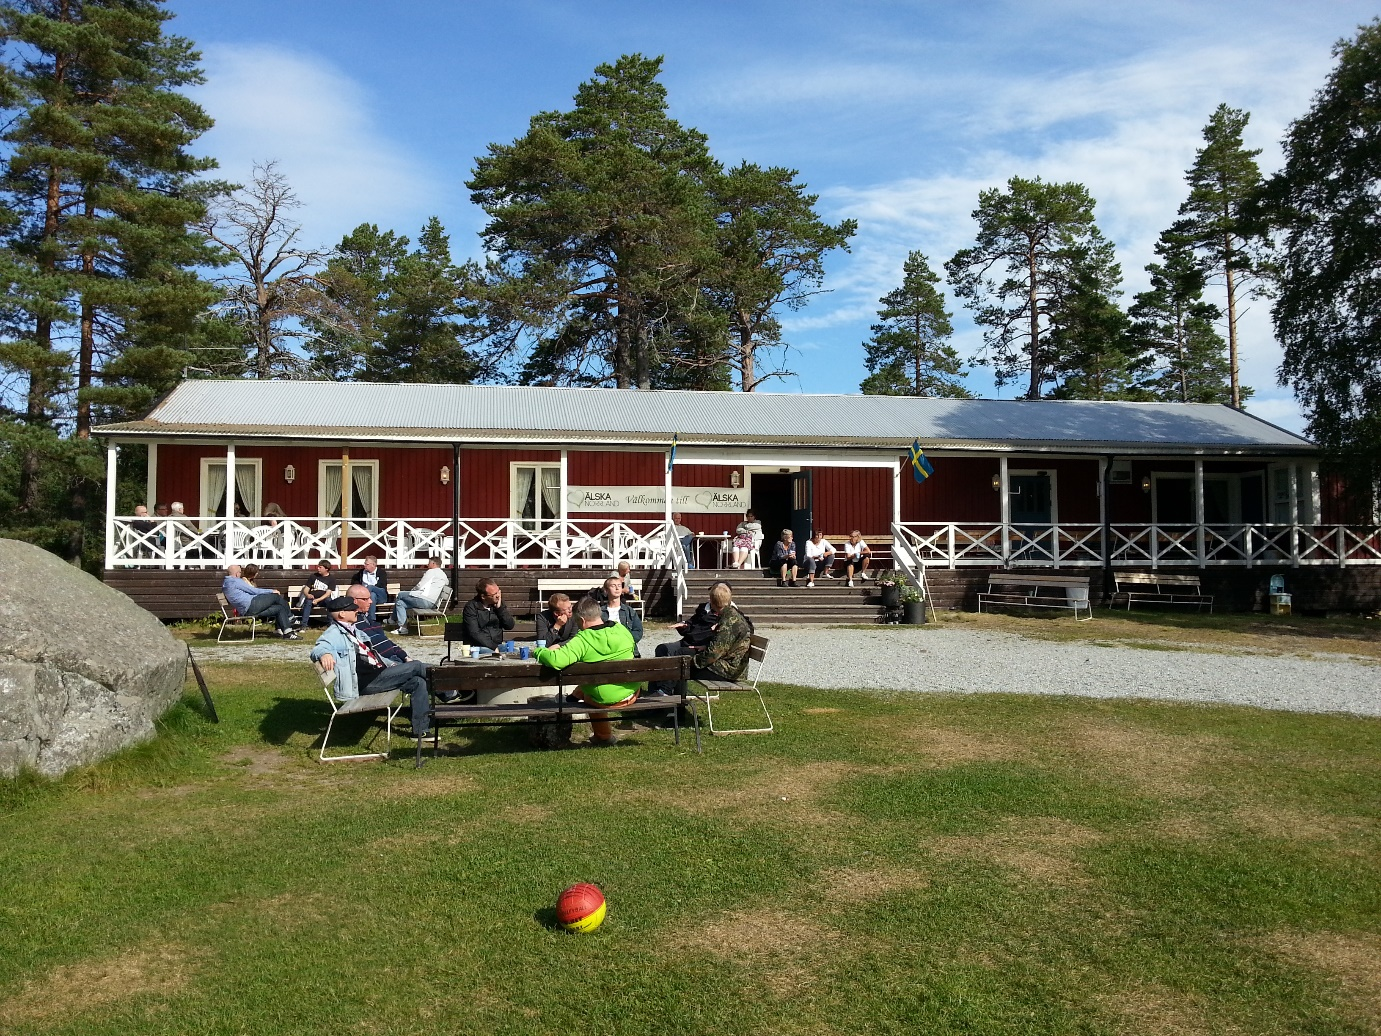 ÄLSKA
NORRLAND
Välkommen till
ÄLSKA
NORRLAND